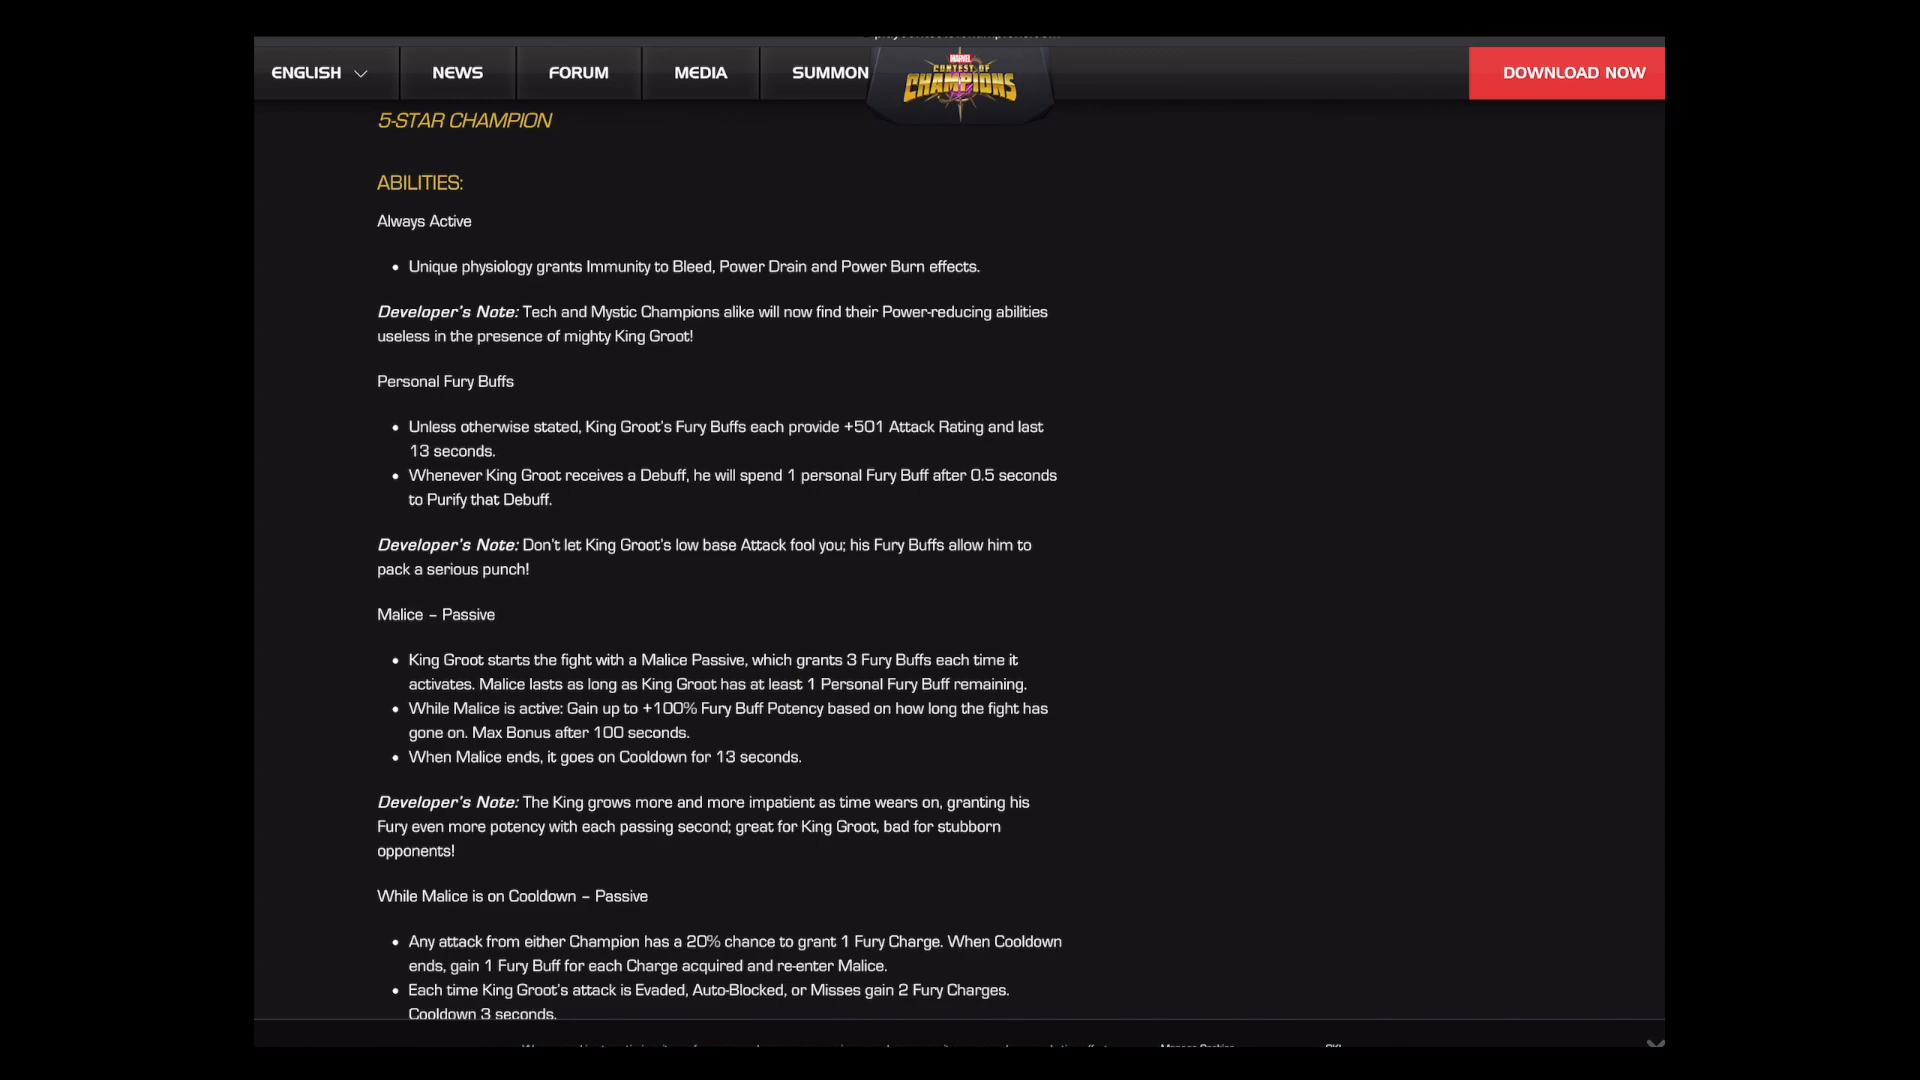 ENGLISH NEWS FORUM MEDIA SUMMON MARVEL CONTEST OF CHAMPIONS DOWNLOAD NOW
5-STAR CHAMPION
ABILITIES:
Always Active
• Unique physiology grants Immunity to Bleed, Power Drain and Power Burn effects.
Developer's Note: Tech and Mystic Champions alike will now find their Power-reducing abilities
useless in the presence of mighty King Groot!
Personal Fury Buffs
• Unless otherwise stated, King Groot's Fury Buffs each provide +501 Attack Rating and last
13 seconds.
• Whenever King Groot receives a Debuff, he will spend 1 personal Fury Buff after 0.5 seconds
to Purify that Debuff.
Developer's Note: Don't let King Groot's low base Attack fool you; his Fury Buffs allow him to
pack a serious punch!
Malice – Passive
• King Groot starts the fight with a Malice Passive, which grants 3 Fury Buffs each time it
activates. Malice lasts as long as King Groot has at least 1 Personal Fury Buff remaining.
• While Malice is active: Gain up to +100% Fury Buff Potency based on how long the fight has
gone on. Max Bonus after 100 seconds.
• When Malice ends, it goes on Cooldown for 13 seconds.
Developer's Note: The King grows more and more impatient as time wears on, granting his
Fury even more potency with each passing second; great for King Groot, bad for stubborn
opponents!
While Malice is on Cooldown – Passive
• Any attack from either Champion has a 20% chance to grant 1 Fury Charge. When Cooldown
ends, gain 1 Fury Buff for each Charge acquired and re-enter Malice.
• Each time King Groot's attack is Evaded, Auto-Blocked, or Misses gain 2 Fury Charges.
Cooldown 3 seconds.